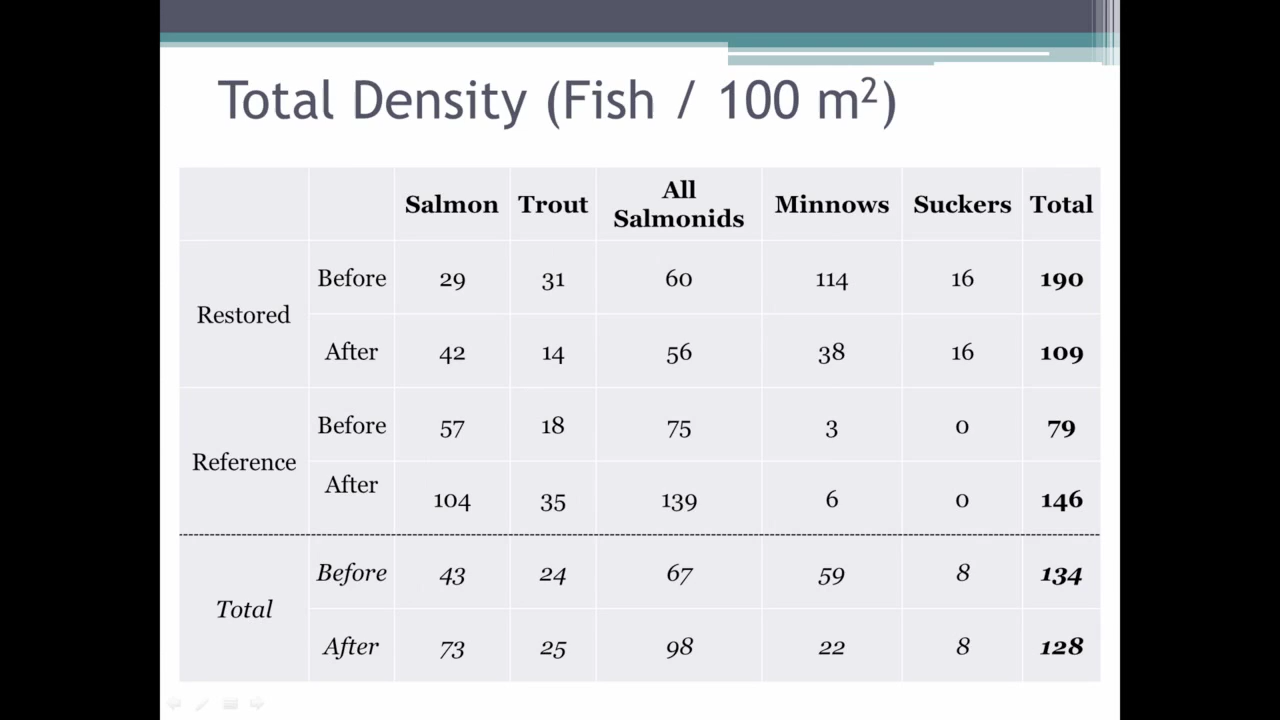 Total Density (Fish / 100 m²)
Salmon Trout All Salmonids Minnows Suckers Total
Restored Before 29 31 60 114 16 190
After 42 14 56 38 16 109
Reference Before 57 18 75 3 0 79
After 104 35 139 6 0 146
Total Before 43 24 67 59 8 134
After 73 25 98 22 8 128